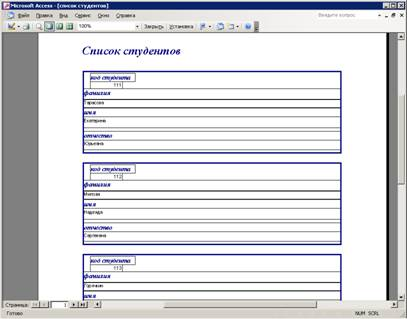 Microsoft Access - [список студентов]
Файл Правка Вид Сервис Окно Справка
Введите вопрос
100% Закрыть Установка
Список студентов
код студента
111
фамилия
Тарасова
имя
Екатерина
отчество
Юрьевна
код студента
112
фамилия
имя
Надежда
отчество
Сергеевна
код студента
113
фамилия
Горячкин
имя
Страница: 1
Готово
NUM SCRL